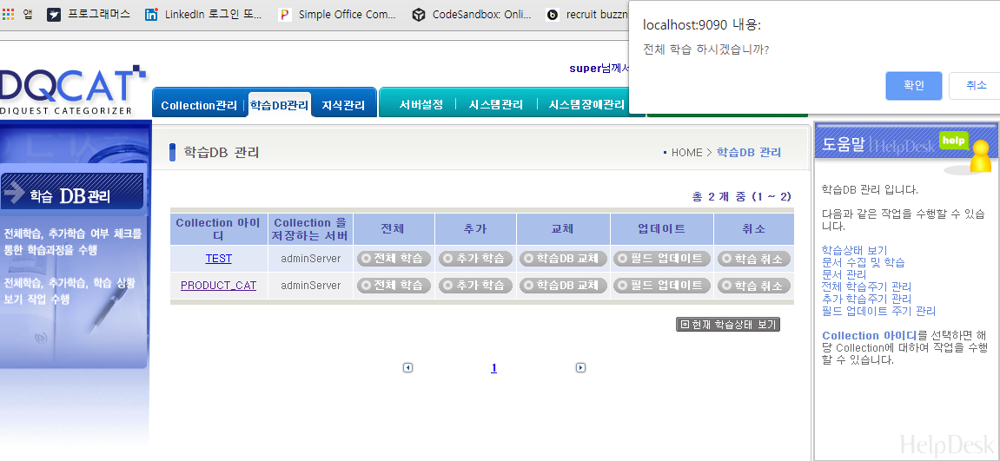 앱
프로그래머스
LinkedIn 로그인 또...
Simple Office Com...
CodeSandbox: Onli...
recruit buzzn
localhost:9090 내용:
전체 학습 하시겠습니까?
확인
취소
super님께서
DQCAT
DIQUEST CATEGORIZER
Collection관리
학습DB관리
지식관리
서버설정
시스템관리
시스템장애관리
학습 DB관리
전체학습, 추가학습 여부 체크를
통한 학습과정을 수행
전체학습, 추가학습, 학습 상황
보기 직업 수행
학습DB 관리
HOME > 학습DB 관리
총 2 개 중 (1 ~ 2)
Collection 아이디
Collection 을 저장하는 서버
전체
추가
교체
업데이트
취소
TEST adminServer 전체 학습 추가 학습 학습DB 교체 필드 업데이트 학습 취소
PRODUCT_CAT adminServer 전체 학습 추가 학습 학습DB 교체 필드 업데이트 학습 취소
현재 학습상태 보기
1
도움말 HelpDesk help
학습DB 관리 입니다.
다음과 같은 작업을 수행할 수 있습
니다.
학습상태 보기
문서 수집 및 학습
문서 관리
전체 학습주기 관리
추가 학습주기 관리
필드 업데이트 주기 관리
Collection 아이디를 선택하면 해
당 Collection에 대하여 작업을 수행
할 수 있습니다.
HelpDesk